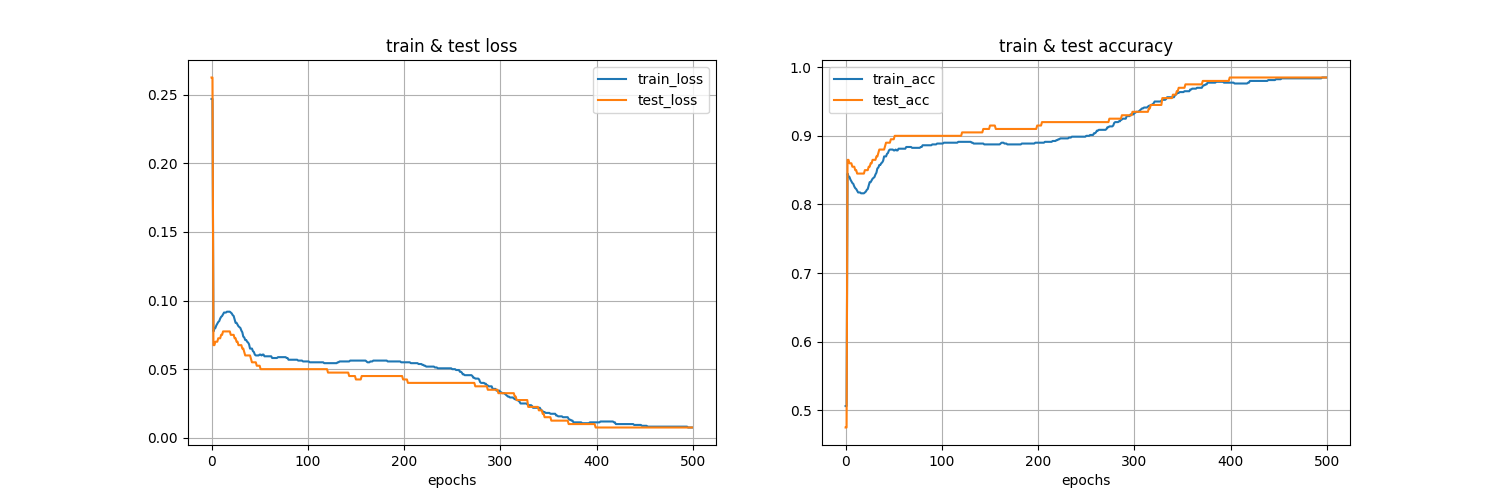 train & test loss
train_loss
test_loss
0.25
0.20
0.15
0.10
0.05
0.00
0 100 200 300 400 500
epochs
train & test accuracy
train_acc
test_acc
1.0
0.9
0.8
0.7
0.6
0.5
0 100 200 300 400 500
epochs